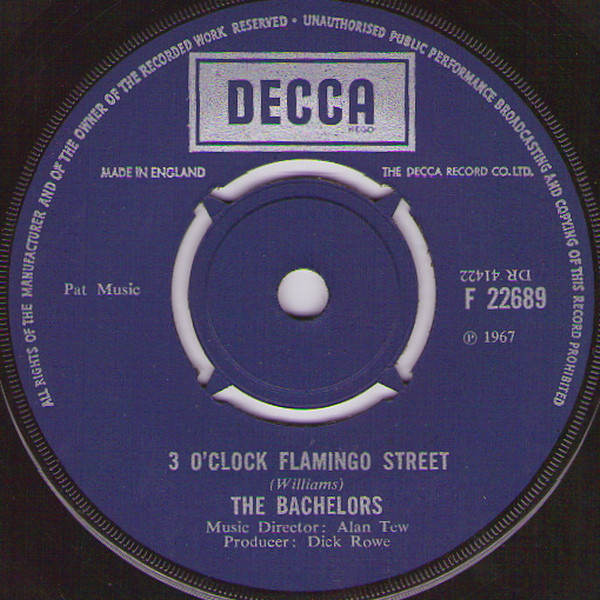 ALL RIGHTS OF THE MANUFACTURER AND OF THE OWNER OF THE RECORDED WORK RESERVED • UNAUTHORISED PUBLIC PERFORMANCE BROADCASTING AND COPYING OF THIS RECORD PROHIBITED
DECCA
REGD
MADE IN ENGLAND
THE DECCA RECORD CO. LTD.
DR 41422
Pat Music
F 22689
℗ 1967
3 O'CLOCK FLAMINGO STREET
(Williams)
THE BACHELORS
Music Director: Alan Tew
Producer: Dick Rowe